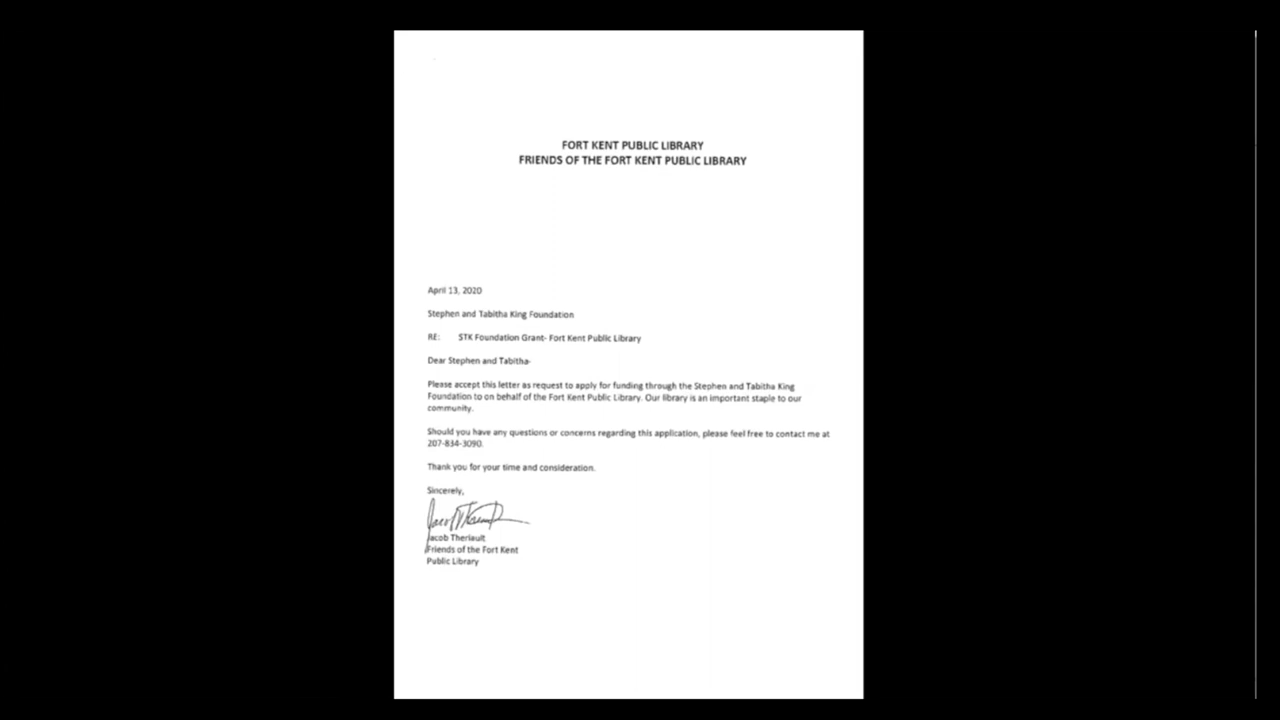 FORT KENT PUBLIC LIBRARY
FRIENDS OF THE FORT KENT PUBLIC LIBRARY
April 13, 2020
Stephen and Tabitha King Foundation
RE: STK Foundation Grant- Fort Kent Public Library
Dear Stephen and Tabitha-
Please accept this letter as request to apply for funding through the Stephen and Tabitha King
Foundation to on behalf of the Fort Kent Public Library. Our library is an important staple to our
community.
Should you have any questions or concerns regarding this application, please feel free to contact me at
207-834-3090.
Thank you for your time and consideration.
Sincerely,
Jacob Theriault
Friends of the Fort Kent
Public Library